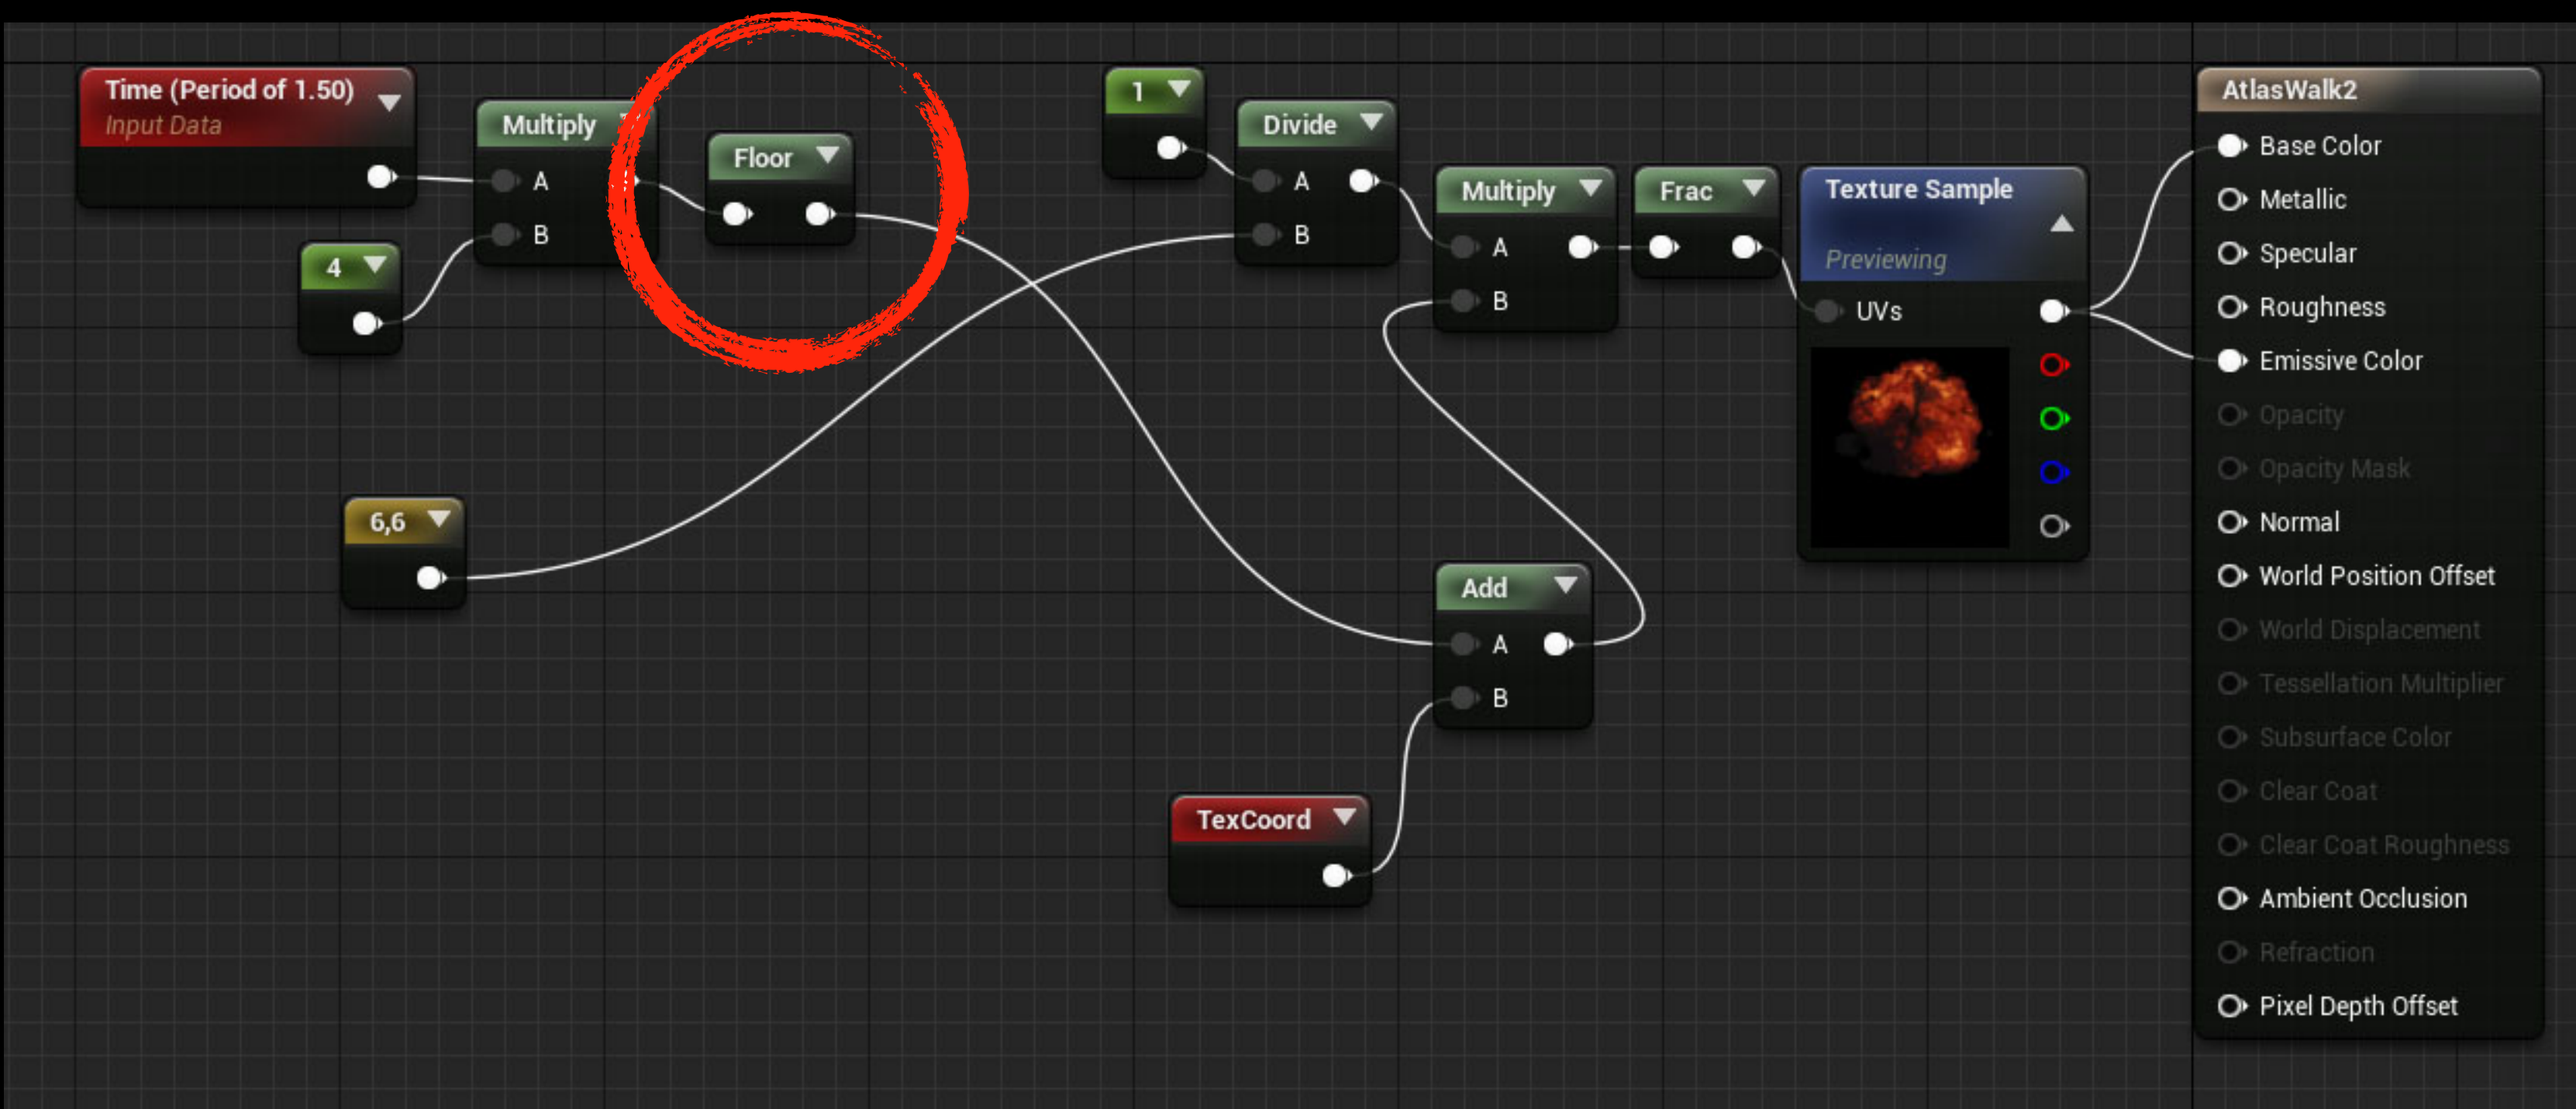 Time (Period of 1.50)
Input Data
Multiply
A
B
4
Floor
6,6
1
Divide
A
B
Multiply
A
B
Frac
Texture Sample
Previewing
UVs
Add
A
B
TexCoord
AtlasWalk2
Base Color
Metallic
Specular
Roughness
Emissive Color
Opacity
Opacity Mask
Normal
World Position Offset
World Displacement
Tessellation Multiplier
Subsurface Color
Clear Coat
Clear Coat Roughness
Ambient Occlusion
Refraction
Pixel Depth Offset